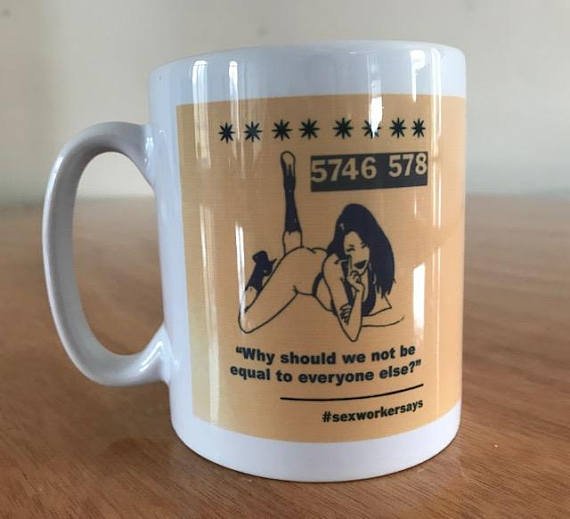 ********
5746 578
“Why should we not be
equal to everyone else?”
#sexworkersays